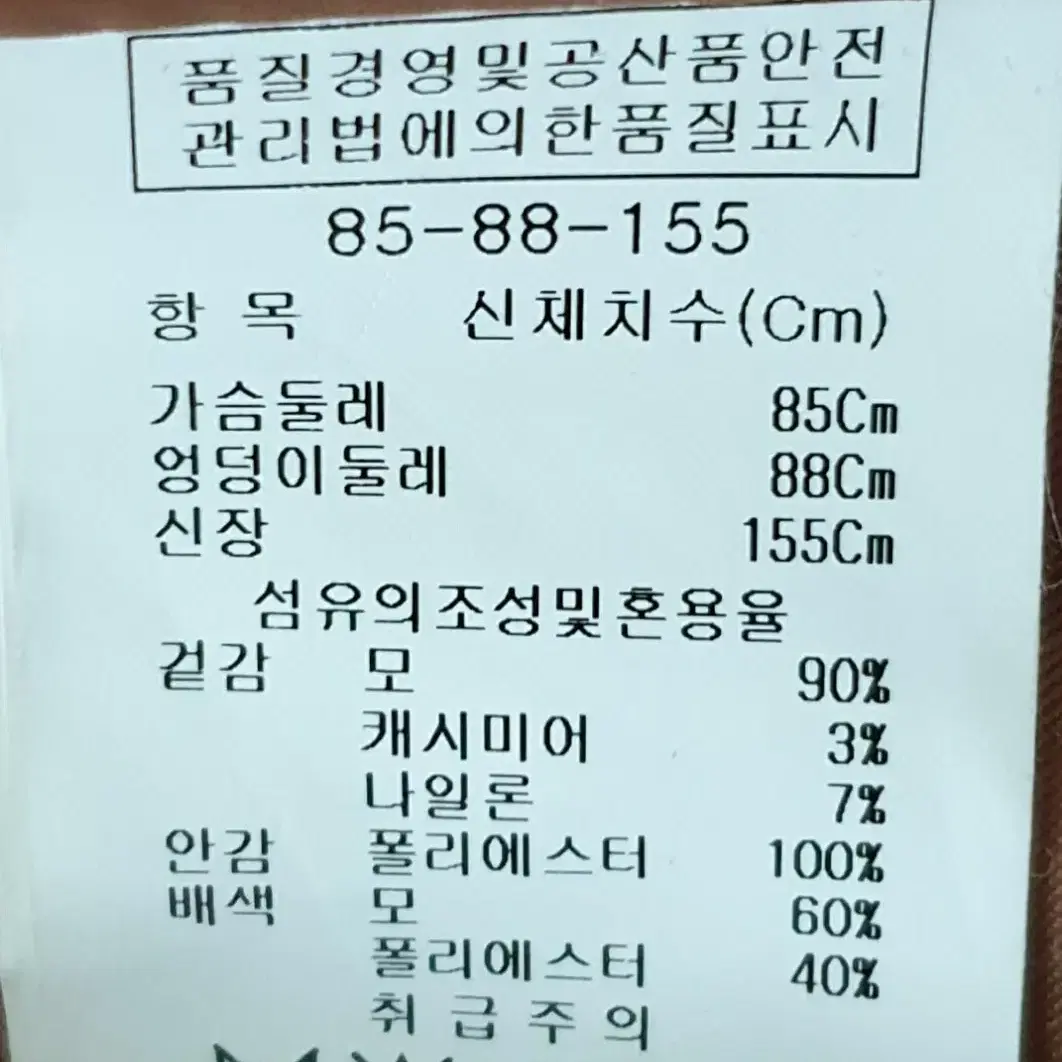 품질경영및공산품안전
관리법에의한품질표시
85-88-155
항 목 신체치수(Cm)
가슴둘레 85Cm
엉덩이둘레 88Cm
신장 155Cm
섬유의조성및혼용율
겉감 모 90%
캐시미어 3%
나일론 7%
안감 폴리에스터 100%
배색 모 60%
폴리에스터 40%
취급주의